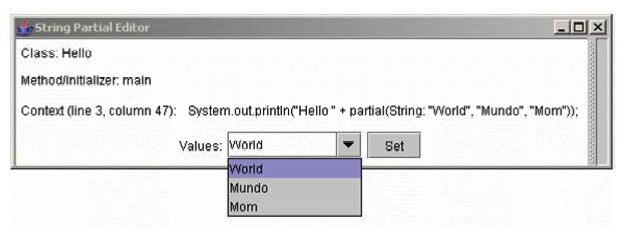 String Partial Editor
Class: Hello
Method/Initializer: main
Context (line 3, column 47): System.out.println("Hello " + partial(String: "World", "Mundo", "Mom"));
Values: World Set
World
Mundo
Mom